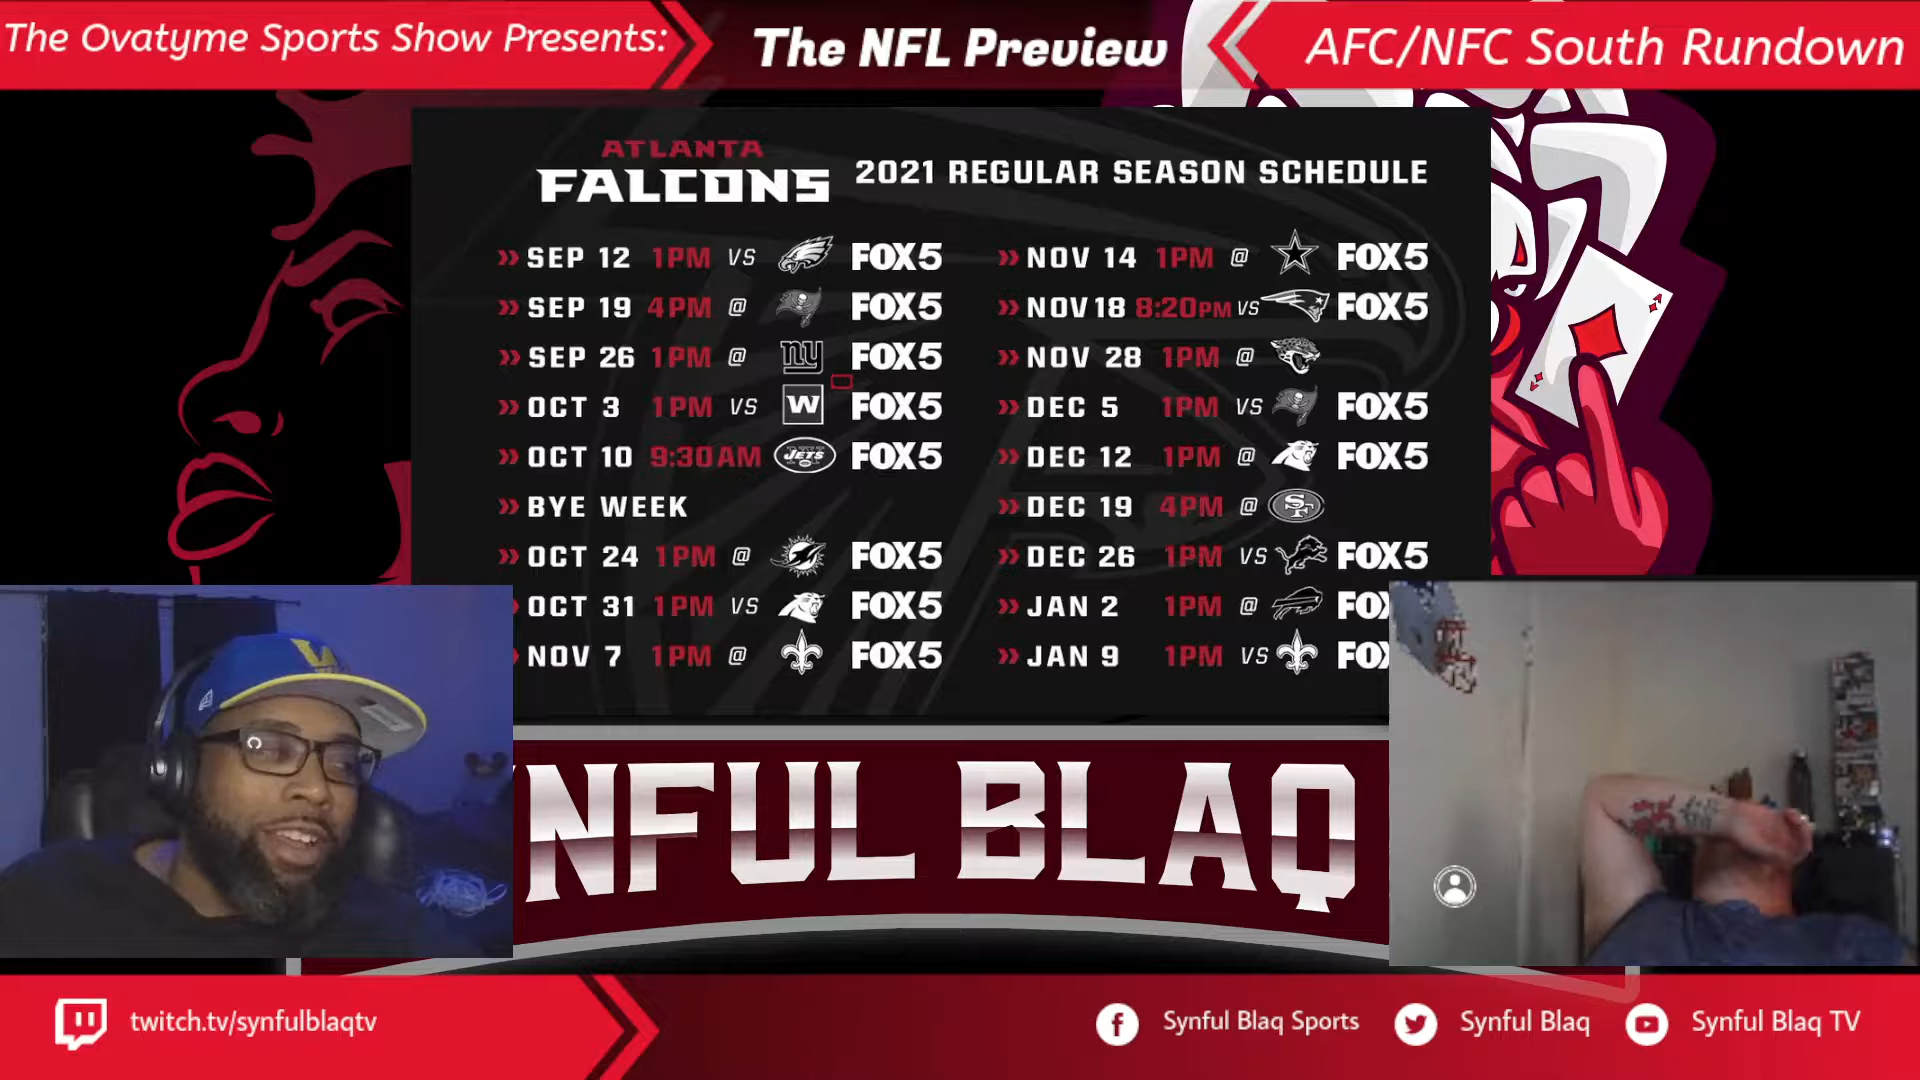 The Ovatyme Sports Show Presents:
The NFL Preview
AFC/NFC South Rundown
ATLANTA
FALCONS
2021 REGULAR SEASON SCHEDULE
» SEP 12 1PM VS FOX5
» SEP 19 4PM @ FOX5
» SEP 26 1PM @ ny FOX5
» OCT 3 1PM VS W FOX5
» OCT 10 9:30AM JETS FOX5
» BYE WEEK
» OCT 24 1PM @ FOX5
OCT 31 1PM VS FOX5
NOV 7 1PM @ FOX5
» NOV 14 1PM @ FOX5
» NOV 18 8:20PM VS FOX5
» NOV 28 1PM @
» DEC 5 1PM VS FOX5
» DEC 12 1PM @ FOX5
» DEC 19 4PM @ SF
» DEC 26 1PM VS FOX5
» JAN 2 1PM @ FO
» JAN 9 1PM VS FO
NFUL BLAQ
twitch.tv/synfulblaqtv
Synful Blaq Sports
Synful Blaq
Synful Blaq TV